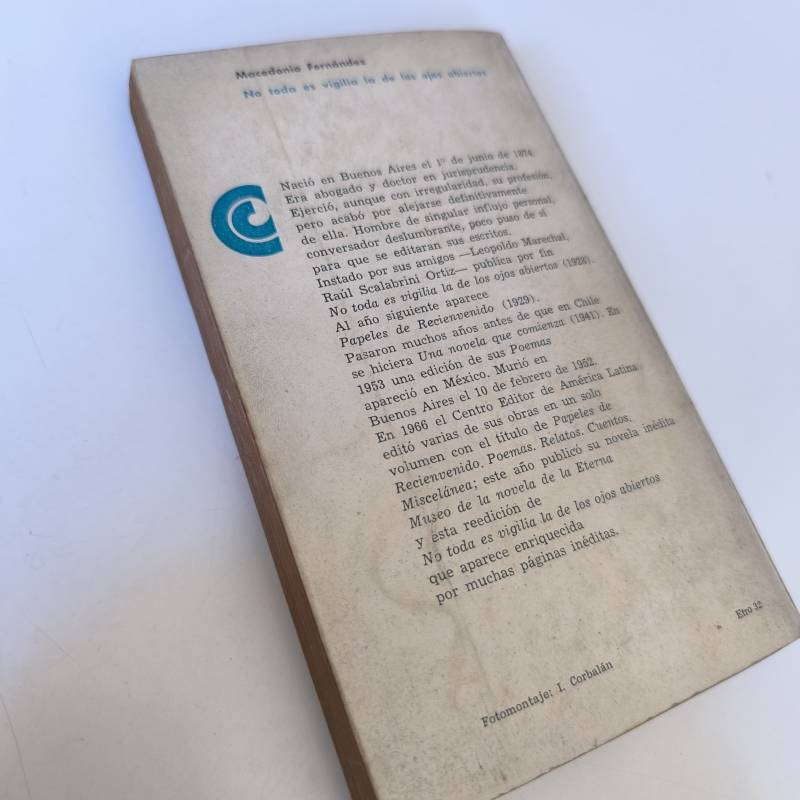 Macedonio Fernández
No toda es vigilia la de los ojos abiertos
Nació en Buenos Aires el 1º de junio de 1874.
Era abogado y doctor en jurisprudencia.
Ejerció, aunque con irregularidad, su profesión,
pero acabó por alejarse definitivamente
de ella. Hombre de singular influjo personal,
conversador deslumbrante, poco puso de sí
para que se editaran sus escritos.
Instado por sus amigos —Leopoldo Marechal,
Raúl Scalabrini Ortiz— publica por fin
No toda es vigilia la de los ojos abiertos (1928).
Al año siguiente aparece
Papeles de Recienvenido (1929).
Pasaron muchos años antes de que en Chile
se hiciera Una novela que comienza (1941). En
1953 una edición de sus Poemas
apareció en México. Murió en
Buenos Aires el 10 de febrero de 1952.
En 1966 el Centro Editor de América Latina
editó varias de sus obras en un solo
volumen con el título de Papeles de
Recienvenido. Poemas. Relatos. Cuentos.
Miscelánea; este año publicó su novela inédita
Museo de la novela de la Eterna
y esta reedición de
No toda es vigilia la de los ojos abiertos
que aparece enriquecida
por muchas páginas inéditas.
Etro 32
Fotomontaje: I. Corbalán